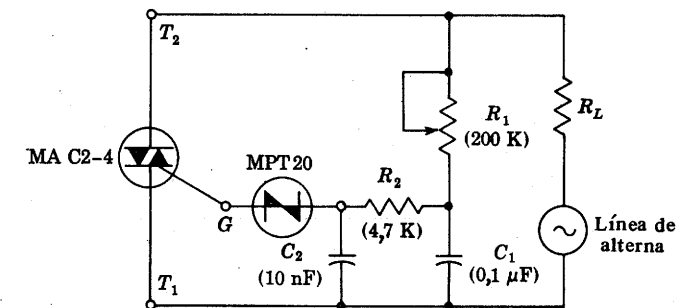 T2
MA C2-4
MPT20
G
C2
(10 nF)
R2
(4,7 K)
R1
(200 K)
C1
(0,1 μF)
RL
Línea de
alterna
T1